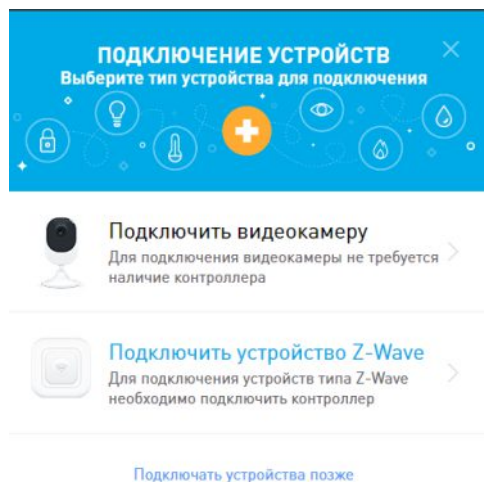 ПОДКЛЮЧЕНИЕ УСТРОЙСТВ
Выберите тип устройства для подключения
Подключить видеокамеру
Для подключения видеокамеры не требуется
наличие контроллера
Подключить устройство Z-Wave
Для подключения устройств типа Z-Wave
необходимо подключить контроллер
Подключать устройства позже